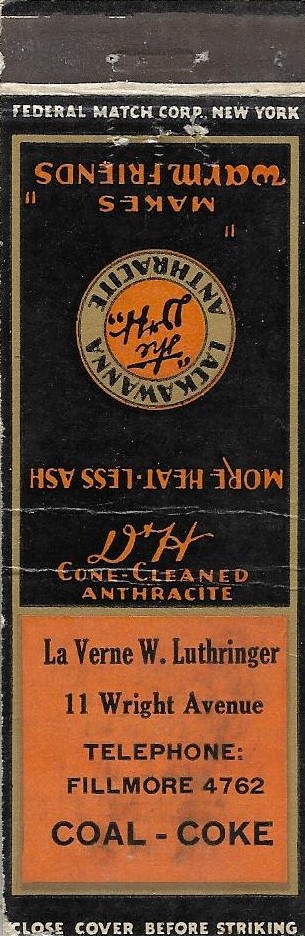 FEDERAL MATCH CORP. NEW YORK
MORE HEAT-LESS ASH
LACKAWANNA
"The
D&H"
ANTHRACITE
" MAKES
warm FRIENDS "
D&H
CONE-CLEANED
ANTHRACITE
La Verne W. Luthringer
11 Wright Avenue
TELEPHONE:
FILLMORE 4762
COAL - COKE
CLOSE COVER BEFORE STRIKING